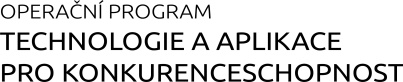 OPERAČNÍ PROGRAM
TECHNOLOGIE A APLIKACE
PRO KONKURENCESCHOPNOST